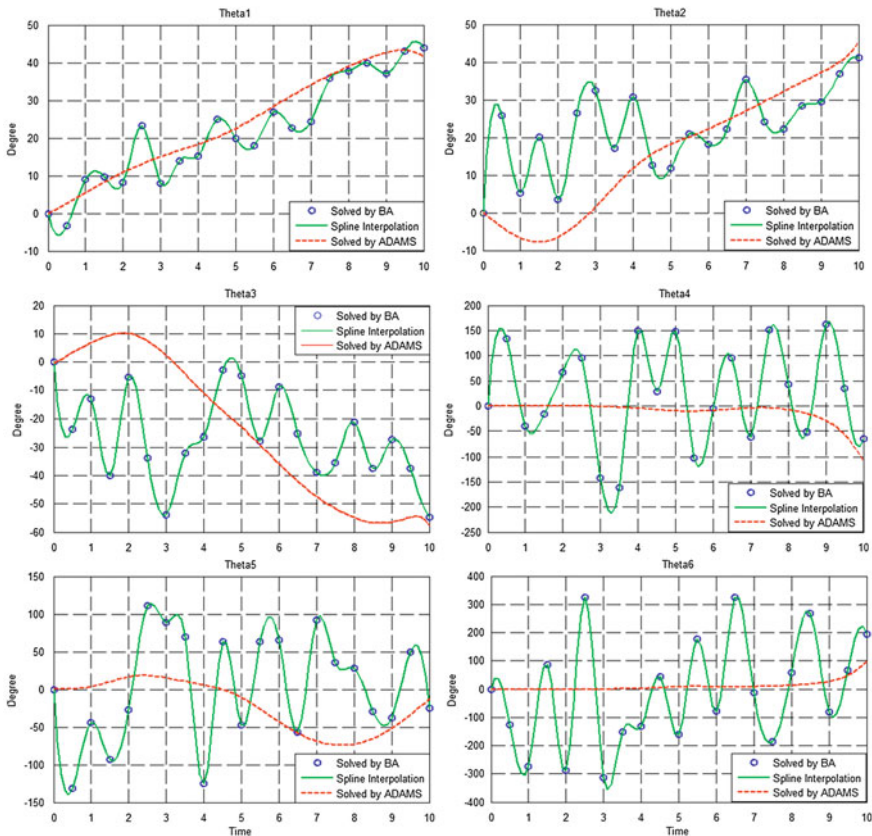 Theta1
50
40
30
20
10
0
-10
Degree
0 1 2 3 4 5 6 7 8 9 10
Solved by BA
Spline Interpolation
Solved by ADAMS
Theta2
50
40
30
20
10
0
-10
Degree
0 1 2 3 4 5 6 7 8 9 10
Solved by BA
Spline Interpolation
Solved by ADAMS
Theta3
20
10
0
-10
-20
-30
-40
-50
-60
Degree
0 1 2 3 4 5 6 7 8 9 10
Solved by BA
Spline Interpolation
Solved by ADAMS
Theta4
200
150
100
50
0
-50
-100
-150
-200
-250
Degree
0 1 2 3 4 5 6 7 8 9 10
Solved by BA
Spline Interpolation
Solved by ADAMS
Theta5
150
100
50
0
-50
-100
-150
Degree
0 1 2 3 4 5 6 7 8 9 10
Time
Solved by BA
Spline Interpolation
Solved by ADAMS
Theta6
400
300
200
100
0
-100
-200
-300
-400
Degree
0 1 2 3 4 5 6 7 8 9 10
Time
Solved by BA
Spline Interpolation
Solved by ADAMS